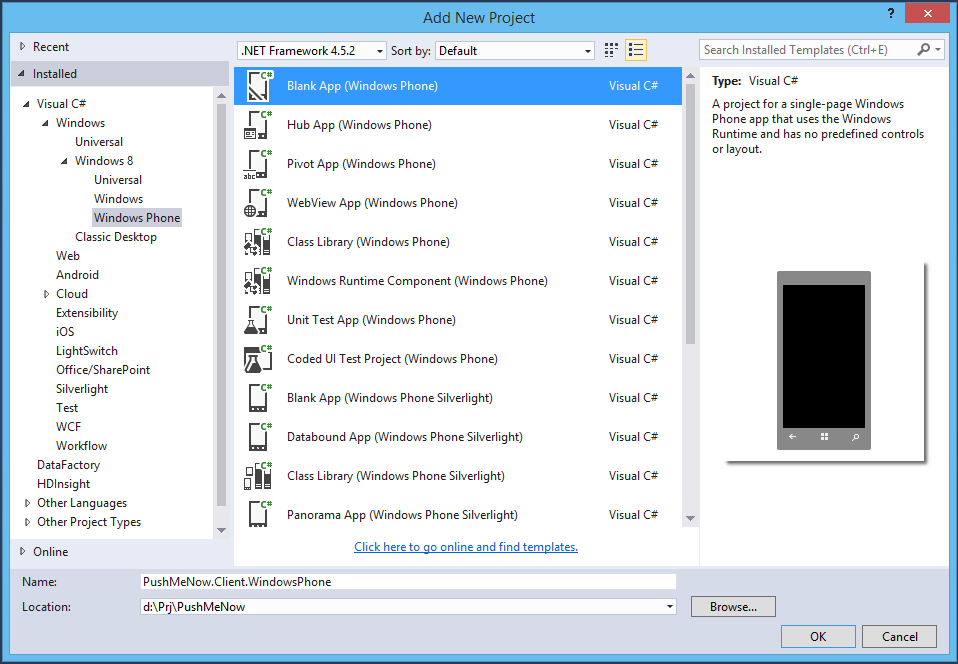 Add New Project
?
Recent
Installed
Visual C#
Windows
Universal
Windows 8
Universal
Windows
Windows Phone
Classic Desktop
Web
Android
Cloud
Extensibility
iOS
LightSwitch
Office/SharePoint
Silverlight
Test
WCF
Workflow
DataFactory
HDInsight
Other Languages
Other Project Types
Online
.NET Framework 4.5.2 Sort by: Default
Blank App (Windows Phone) Visual C#
Hub App (Windows Phone) Visual C#
Pivot App (Windows Phone) Visual C#
WebView App (Windows Phone) Visual C#
Class Library (Windows Phone) Visual C#
Windows Runtime Component (Windows Phone) Visual C#
Unit Test App (Windows Phone) Visual C#
Coded UI Test Project (Windows Phone) Visual C#
Blank App (Windows Phone Silverlight) Visual C#
Databound App (Windows Phone Silverlight) Visual C#
Class Library (Windows Phone Silverlight) Visual C#
Panorama App (Windows Phone Silverlight) Visual C#
Click here to go online and find templates.
Search Installed Templates (Ctrl+E)
Type: Visual C#
A project for a single-page Windows
Phone app that uses the Windows
Runtime and has no predefined controls
or layout.
Name: PushMeNow.Client.WindowsPhone
Location: d:\Prj\PushMeNow
Browse...
OK Cancel